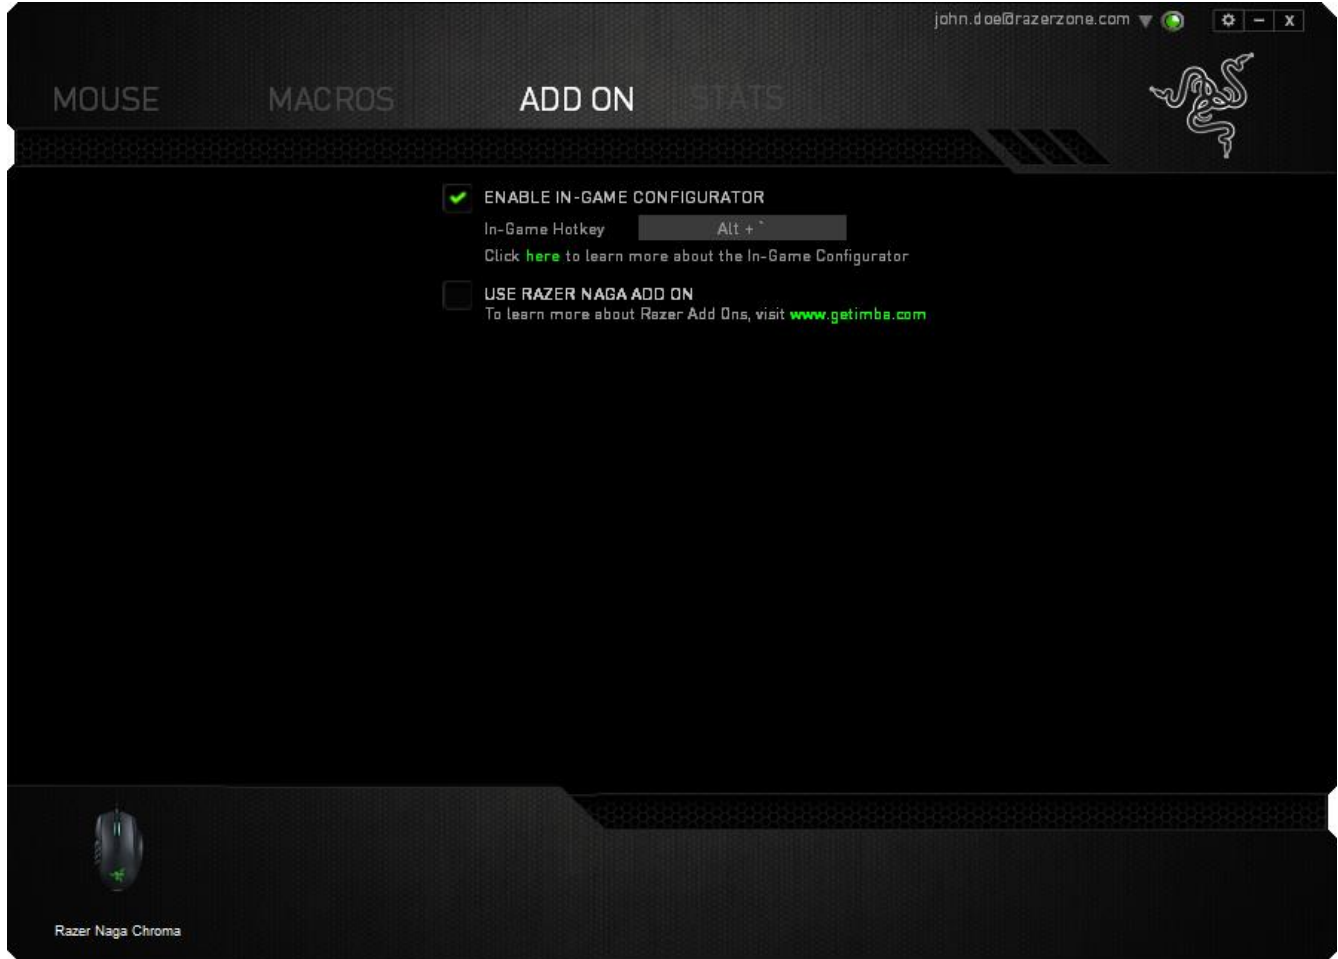 john.doe@razerzone.com
X
MOUSE MACROS ADD ON STATS
ENABLE IN-GAME CONFIGURATOR
In-Game Hotkey Alt + `
Click here to learn more about the In-Game Configurator
USE RAZER NAGA ADD ON
To learn more about Razer Add Ons, visit www.getimba.com
Razer Naga Chroma